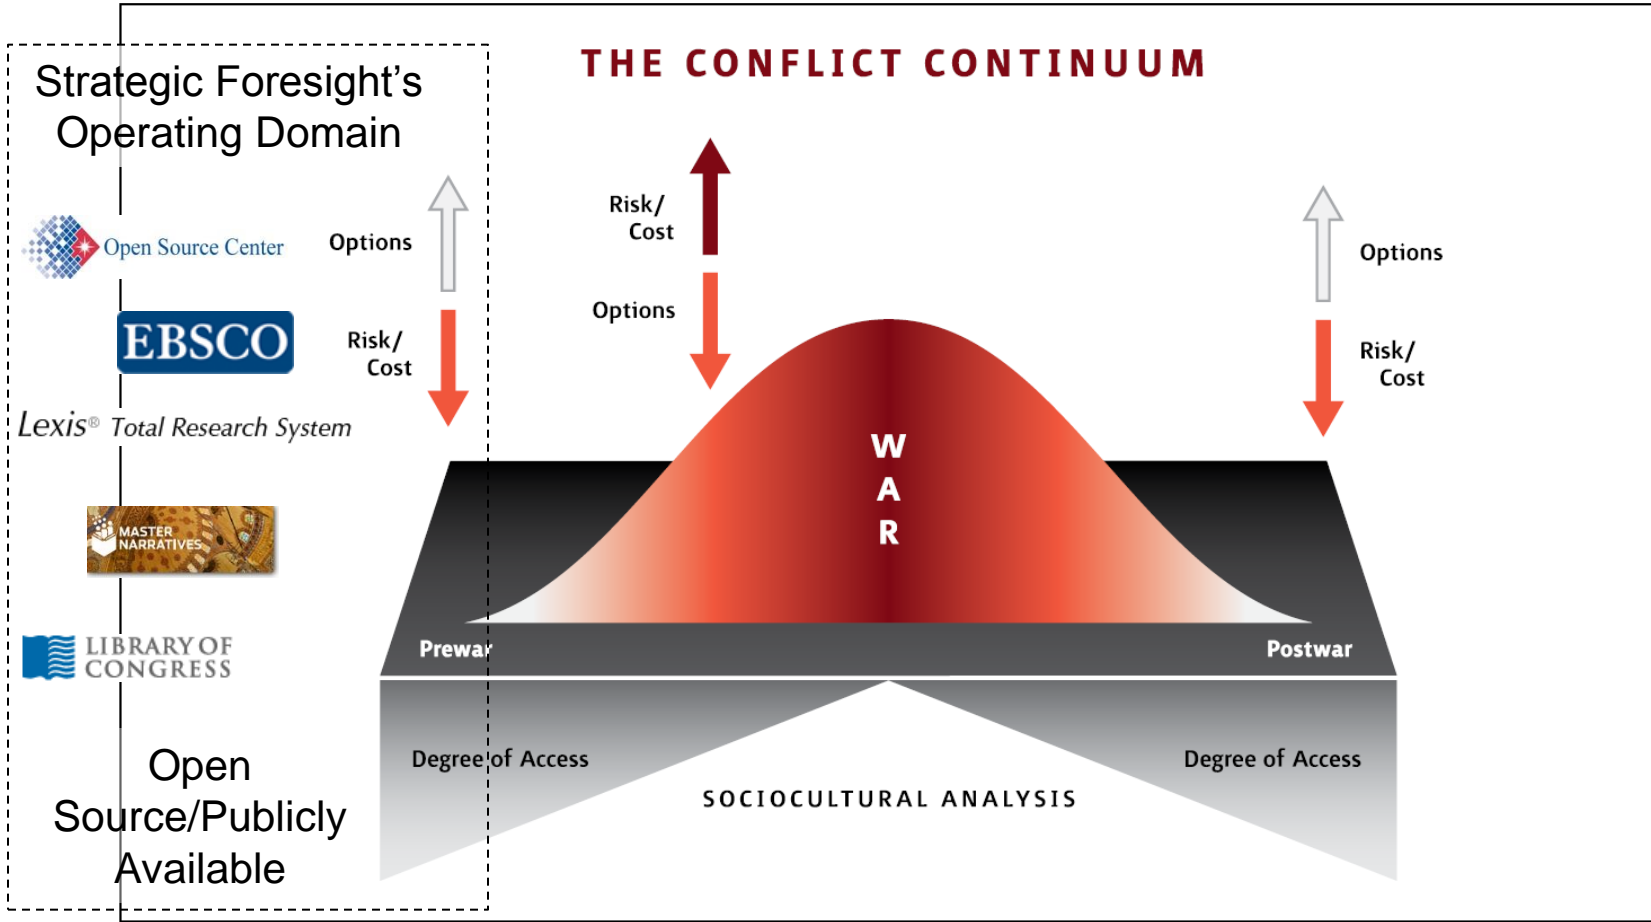 THE CONFLICT CONTINUUM
Strategic Foresight’s
Operating Domain
Open Source Center
EBSCO
Lexis® Total Research System
MASTER
NARRATIVES
LIBRARY OF
CONGRESS
Open
Source/Publicly
Available
Options
Risk/
Cost
Risk/
Cost
Options
Options
Risk/
Cost
W
A
R
Prewar
Postwar
Degree of Access
Degree of Access
SOCIOCULTURAL ANALYSIS